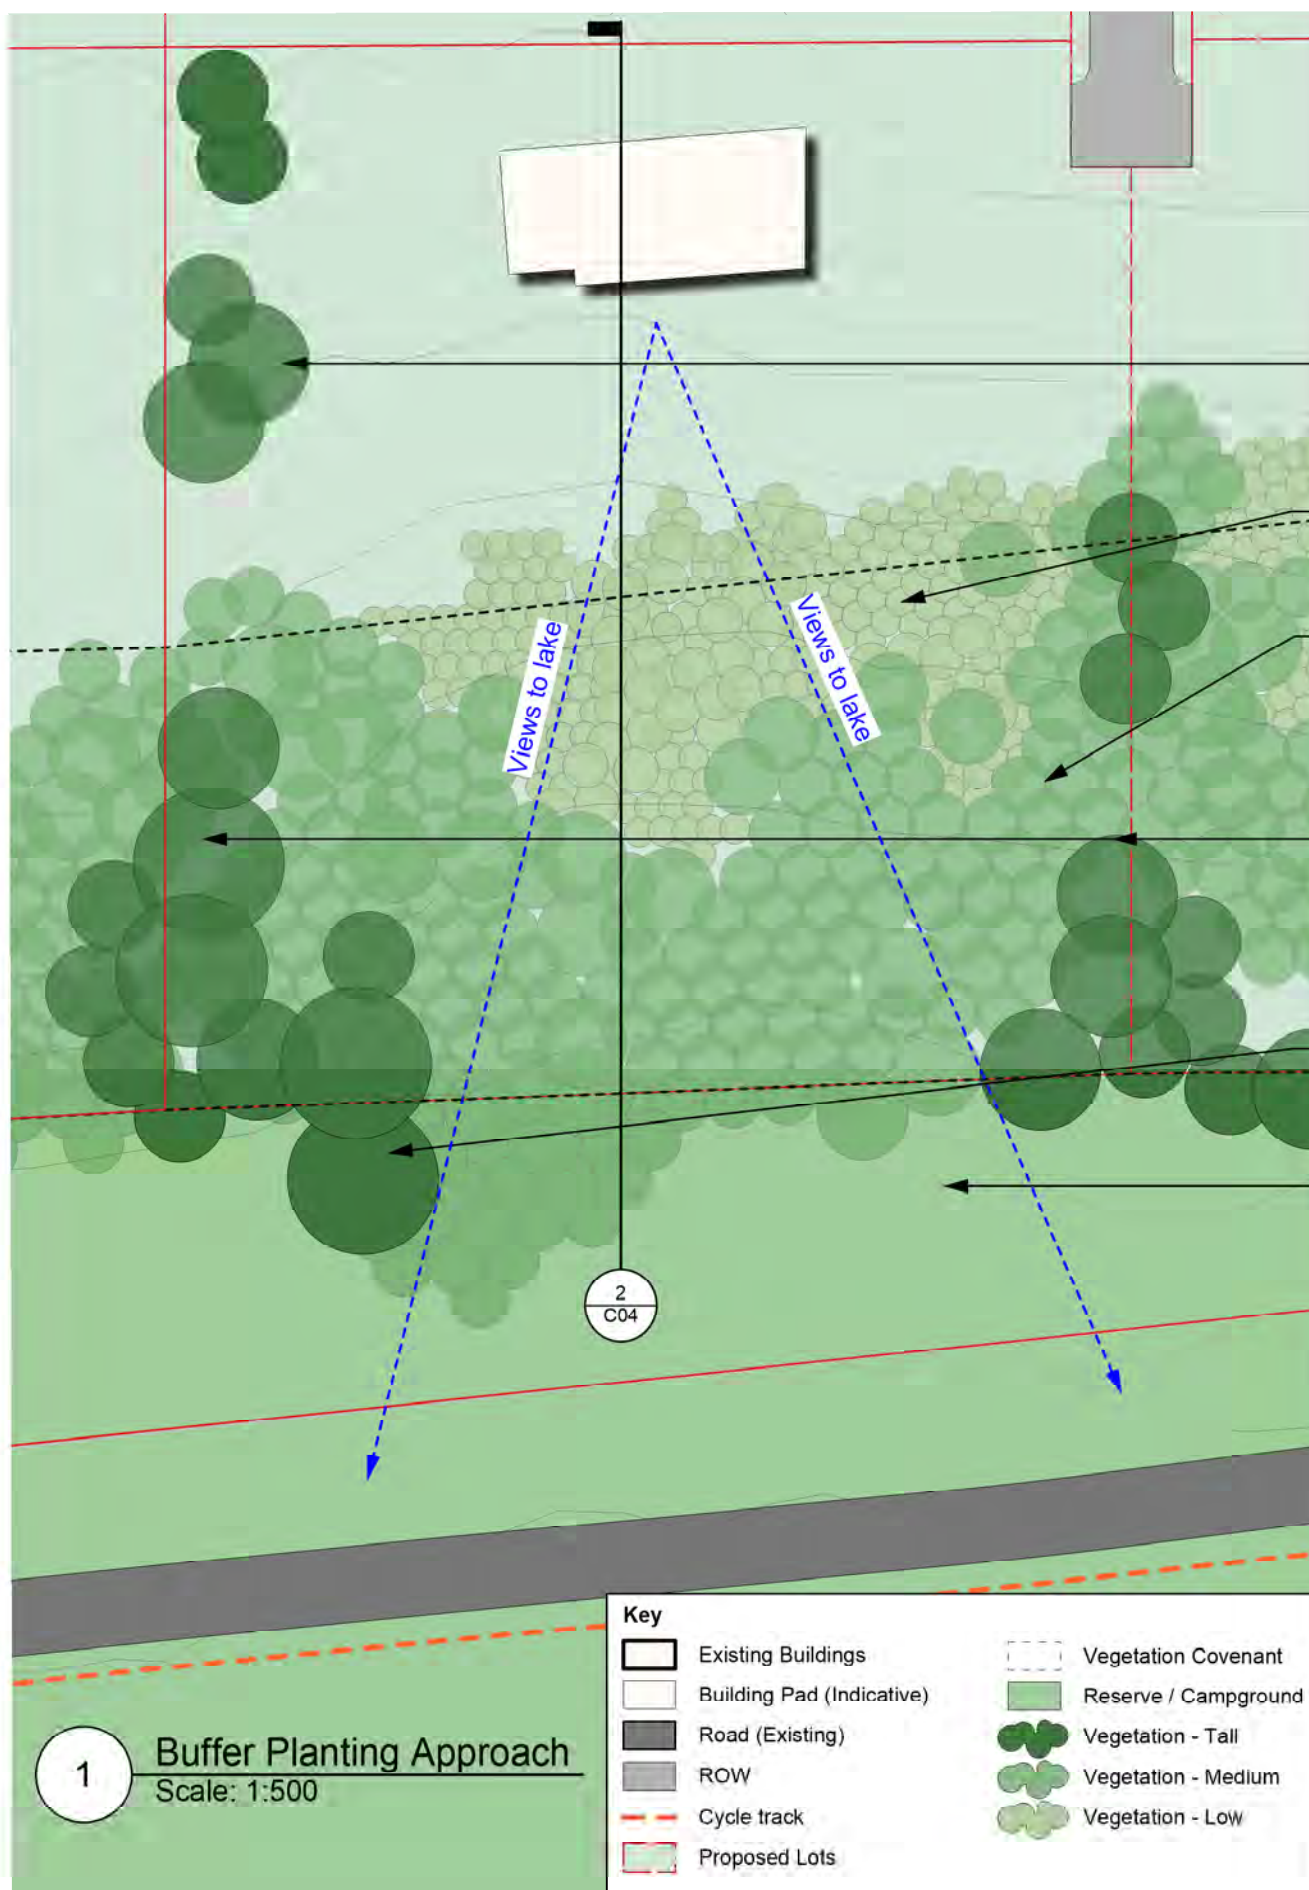 Views to lake
Views to lake
2
C04
Key
Existing Buildings
Building Pad (Indicative)
Road (Existing)
ROW
Cycle track
Proposed Lots
Vegetation Covenant
Reserve / Campground
Vegetation - Tall
Vegetation - Medium
Vegetation - Low
1
Buffer Planting Approach
Scale: 1:500